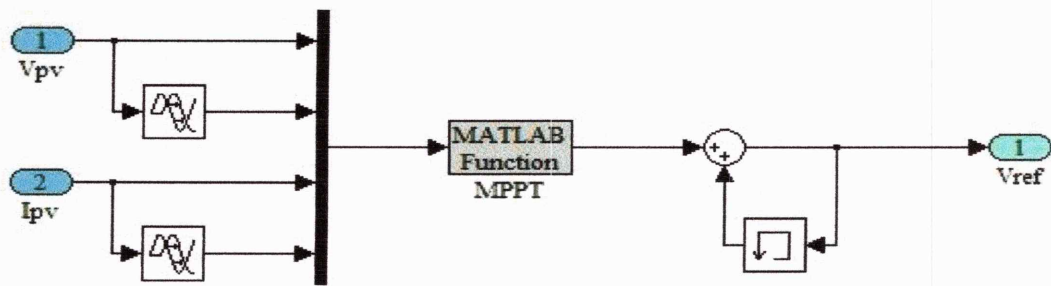 1
Vpv
2
Ipv
MATLAB
Function
MPPT
+
+
1
Vref